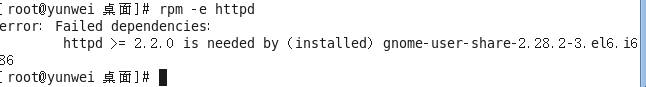 [ root@yunwei 桌面]# rpm -e httpd
error: Failed dependencies:
httpd >= 2.2.0 is needed by (installed) gnome-user-share-2.28.2-3.el6.i6
86
[ root@yunwei 桌面]#